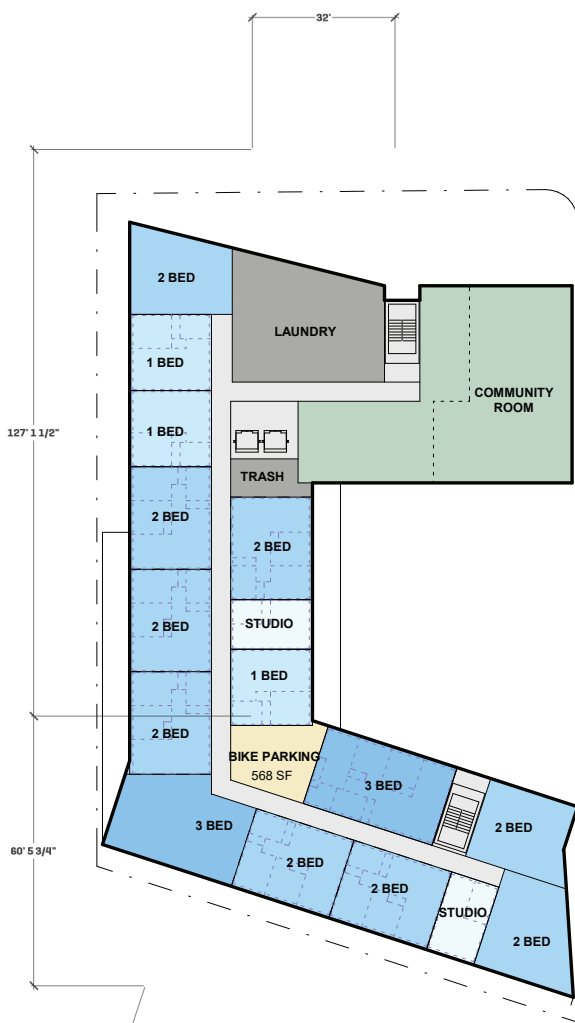 32'
2 BED
LAUNDRY
1 BED
COMMUNITY
ROOM
1 BED
127' 1 1/2"
TRASH
2 BED
2 BED
STUDIO
2 BED
1 BED
2 BED
BIKE PARKING
568 SF
3 BED
3 BED
2 BED
60' 5 3/4"
2 BED
2 BED
STUDIO
2 BED